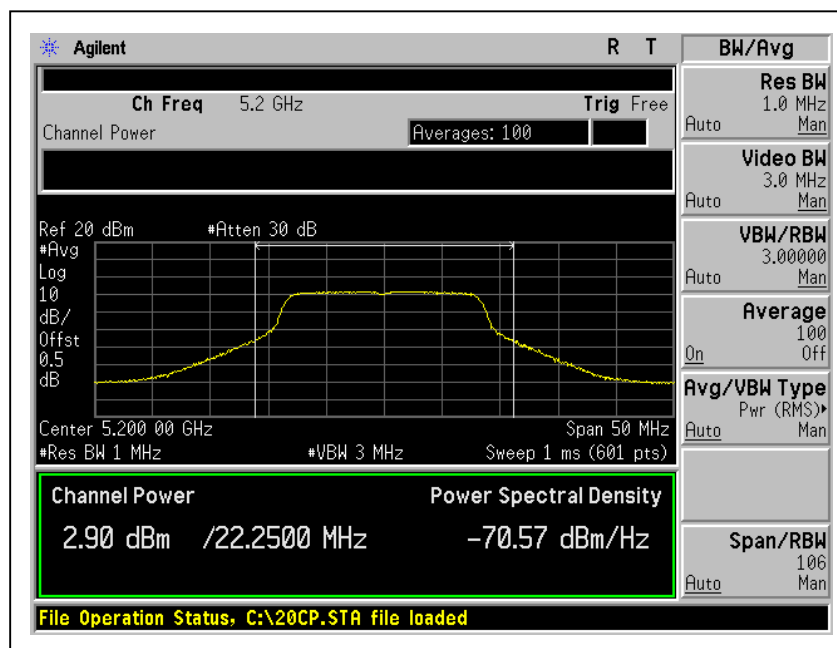 Agilent R T
Ch Freq 5.2 GHz Trig Free
Channel Power Averages: 100
Ref 20 dBm #Atten 30 dB
#Avg
Log
10
dB/
Offst
0.5
dB
Center 5.200 00 GHz Span 50 MHz
#Res BW 1 MHz #VBW 3 MHz Sweep 1 ms (601 pts)
Channel Power Power Spectral Density
2.90 dBm /22.2500 MHz -70.57 dBm/Hz
File Operation Status, C:\20CP.STA file loaded
BW/Avg
Res BW
1.0 MHz
Auto Man
Video BW
3.0 MHz
Auto Man
VBW/RBW
3.00000
Auto Man
Average
100
On Off
Avg/VBW Type
Pwr (RMS)▸
Auto Man
Span/RBW
106
Auto Man